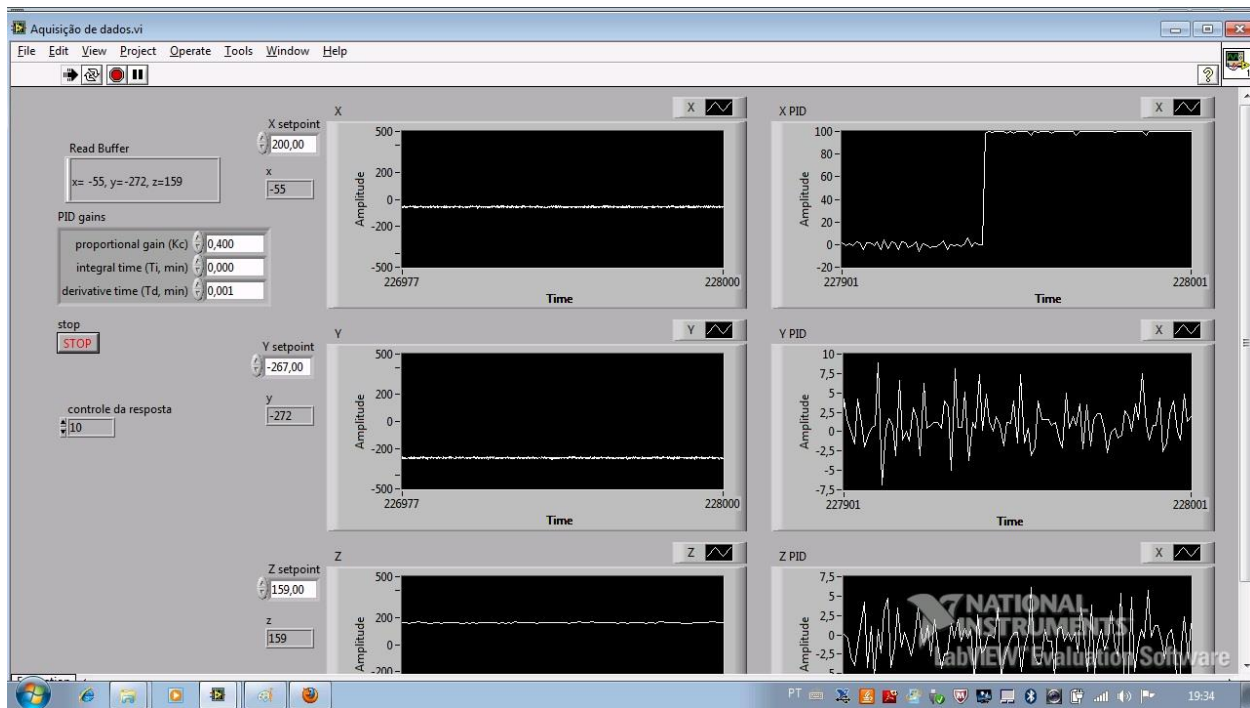 Aquisição de dados.vi
File Edit View Project Operate Tools Window Help
Read Buffer
x= -55, y=-272, z=159
PID gains
proportional gain (Kc) 0,400
integral time (Ti, min) 0,000
derivative time (Td, min) 0,001
stop
STOP
controle da resposta
10
X setpoint
200,00
x
-55
X
X
500
200
0
-200
-500
Amplitude
226977
228000
Time
X PID
X
100
80
60
40
20
0
-20
Amplitude
227901
228001
Time
Y setpoint
-267,00
y
-272
Y
Y
500
200
0
-200
-500
Amplitude
226977
228000
Time
Y PID
X
10
7,5
5
2,5
0
-2,5
-5
-7,5
Amplitude
227901
228001
Time
Z setpoint
159,00
z
159
Z
Z
500
200
0
-200
Amplitude
Z PID
X
7,5
5
2,5
0
-2,5
Amplitude
NATIONAL
INSTRUMENTS
LabVIEW Evaluation Software
PT
19:34